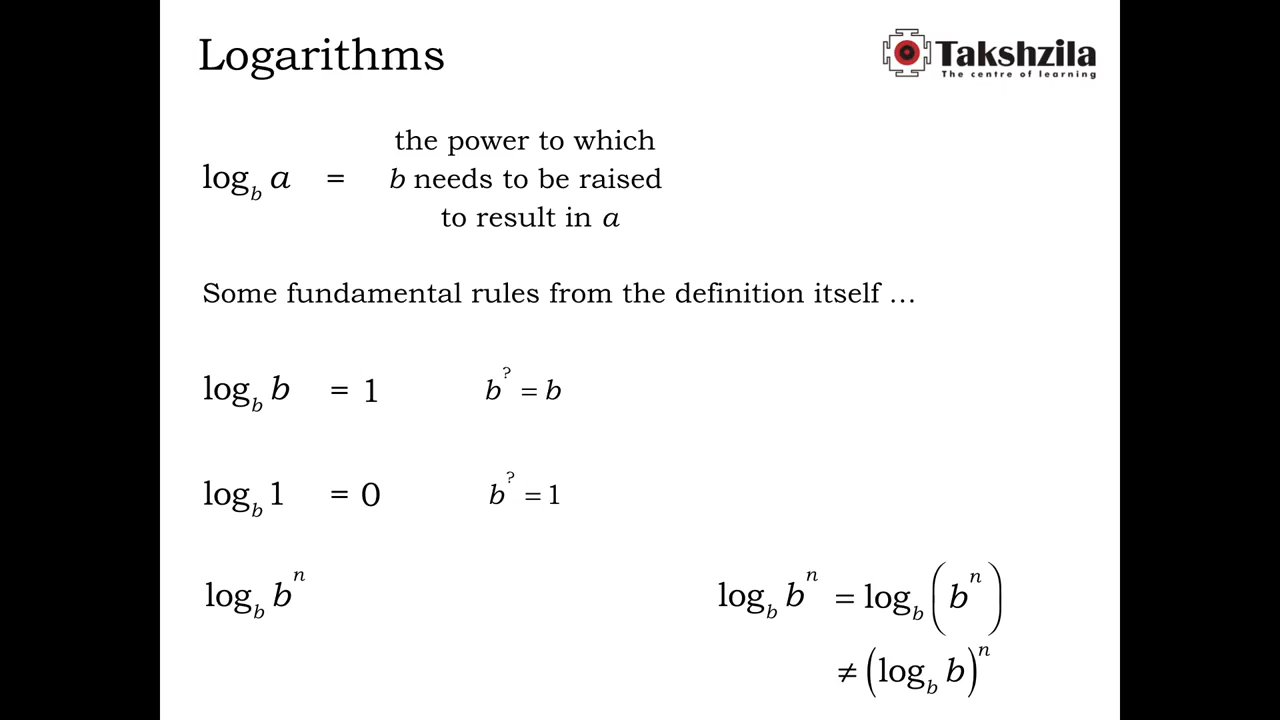 Logarithms
Takshzila
The centre of learning
the power to which
log_b a = b needs to be raised
to result in a
Some fundamental rules from the definition itself ...
log_b b = 1 b^? = b
log_b 1 = 0 b^? = 1
log_b b^n log_b b^n = log_b (b^n)
≠ (log_b b)^n